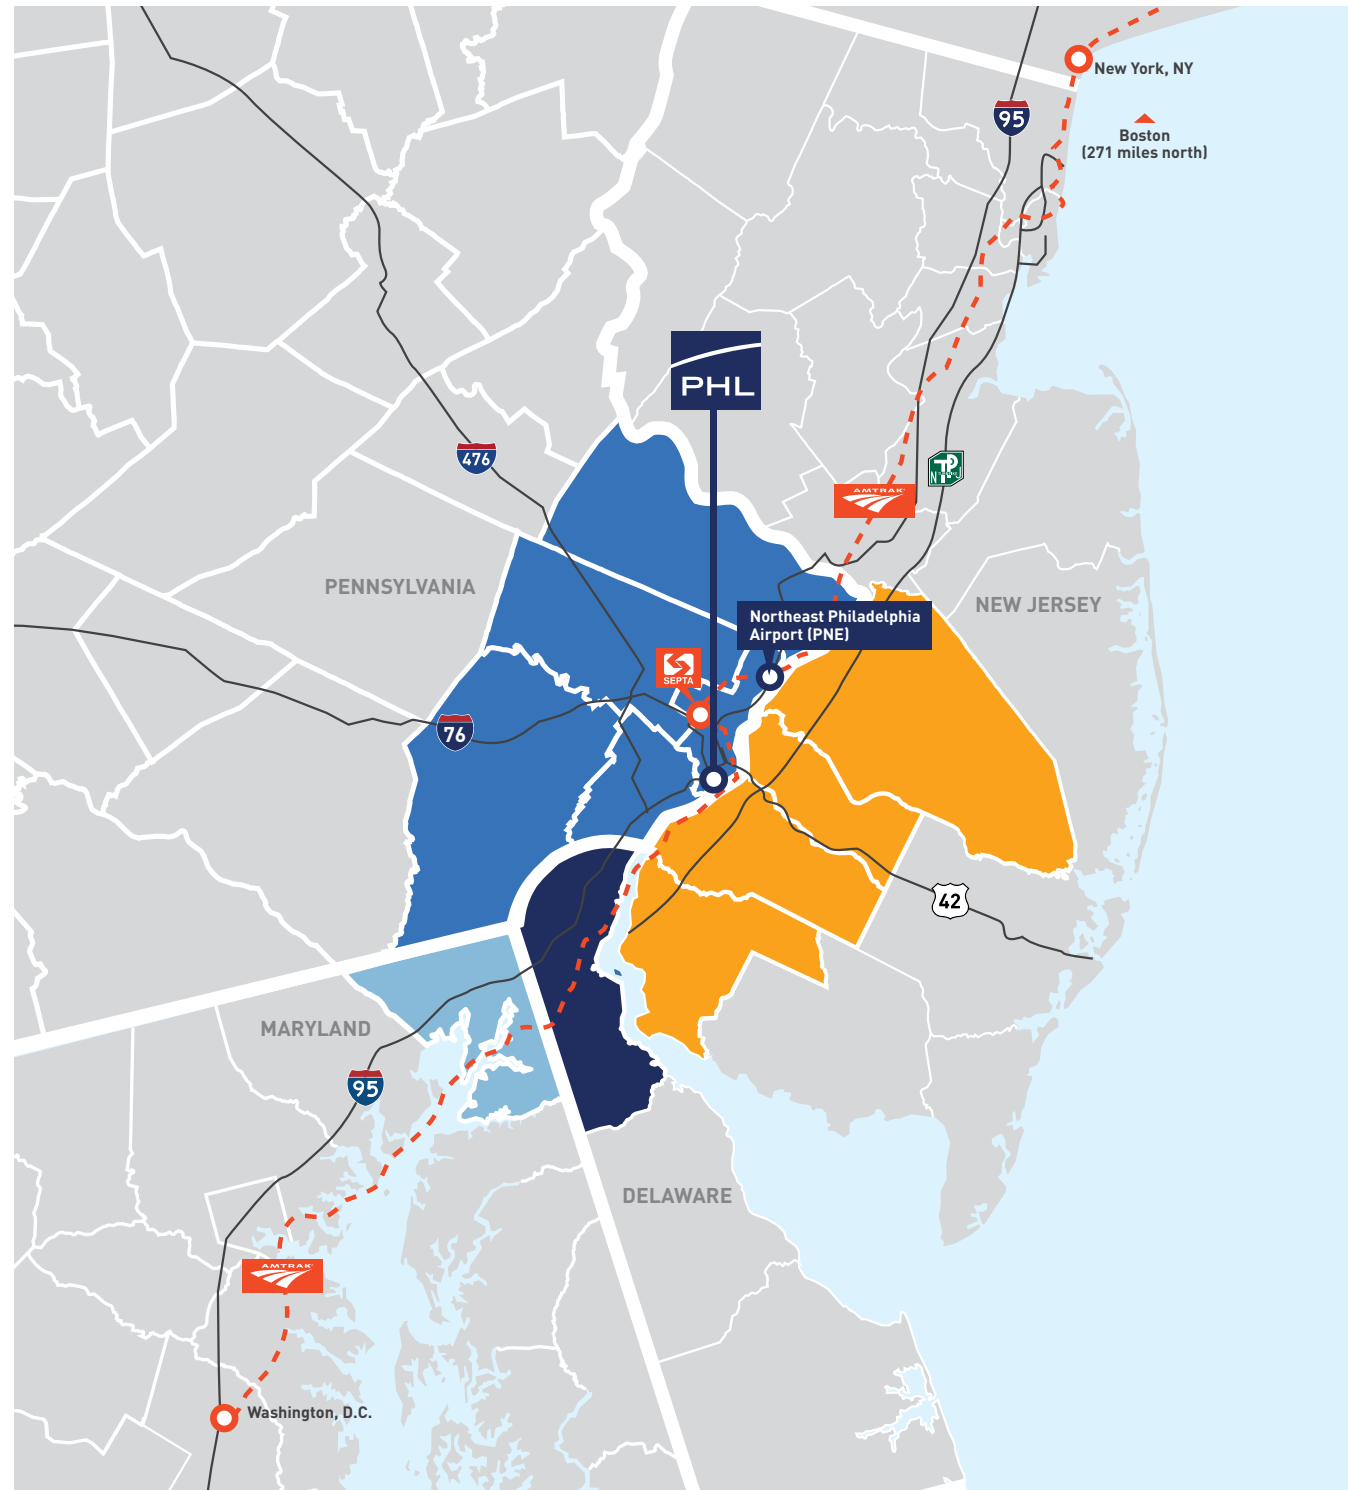 New York, NY
95
Boston
(271 miles north)
PHL
476
NTPJ
AMTRAK
PENNSYLVANIA
NEW JERSEY
Northeast Philadelphia
Airport (PNE)
SEPTA
76
42
MARYLAND
95
DELAWARE
AMTRAK
Washington, D.C.